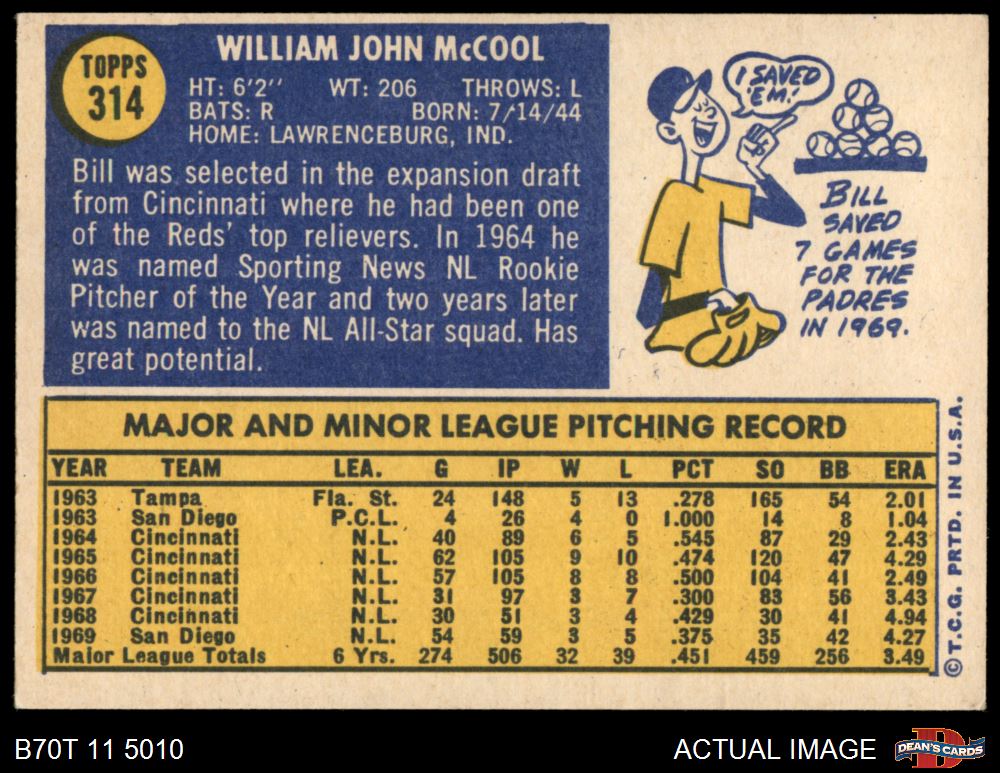 TOPPS
314
WILLIAM JOHN McCOOL
HT: 6'2'' WT: 206 THROWS: L
BATS: R BORN: 7/14/44
HOME: LAWRENCEBURG, IND.
Bill was selected in the expansion draft
from Cincinnati where he had been one
of the Reds' top relievers. In 1964 he
was named Sporting News NL Rookie
Pitcher of the Year and two years later
was named to the NL All-Star squad. Has
great potential.
I SAVED
'EM!
BILL
SAVED
7 GAMES
FOR THE
PADRES
IN 1969.
MAJOR AND MINOR LEAGUE PITCHING RECORD
YEAR TEAM LEA. G IP W L PCT SO BB ERA
1963 Tampa Fla. St. 24 148 5 13 .278 165 54 2.01
1963 San Diego P.C.L. 4 26 4 0 1.000 14 8 1.04
1964 Cincinnati N.L. 40 89 6 5 .545 87 29 2.43
1965 Cincinnati N.L. 62 105 9 10 .474 120 47 4.29
1966 Cincinnati N.L. 57 105 8 8 .500 104 41 2.49
1967 Cincinnati N.L. 31 97 3 7 .300 83 56 3.43
1968 Cincinnati N.L. 30 51 3 4 .429 30 41 4.94
1969 San Diego N.L. 54 59 3 5 .375 35 42 4.27
Major League Totals 6 Yrs. 274 506 32 39 .451 459 256 3.49
© T.C.G. PRTD. IN U.S.A.
B70T 11 5010
ACTUAL IMAGE
D
DEAN'S CARDS